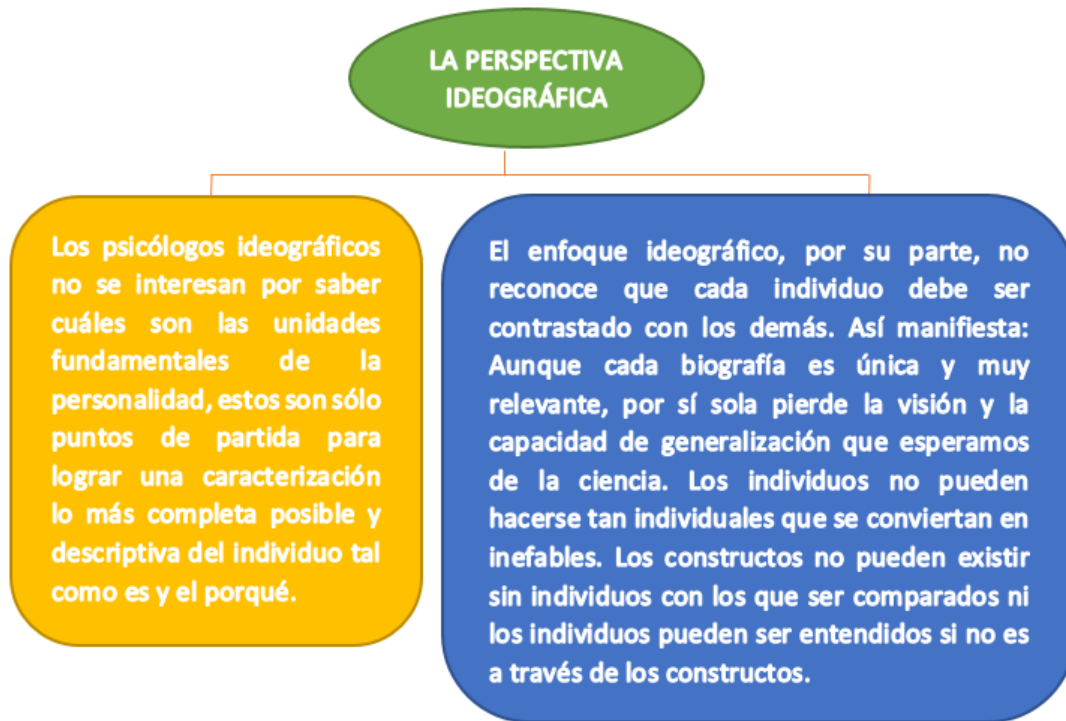 LA PERSPECTIVA
IDEOGRÁFICA
Los psicólogos ideográficos
no se interesan por saber
cuáles son las unidades
fundamentales de la
personalidad, estos son sólo
puntos de partida para
lograr una caracterización
lo más completa posible y
descriptiva del individuo tal
como es y el porqué.
El enfoque ideográfico, por su parte, no
reconoce que cada individuo debe ser
contrastado con los demás. Así manifiesta:
Aunque cada biografía es única y muy
relevante, por sí sola pierde la visión y la
capacidad de generalización que esperamos
de la ciencia. Los individuos no pueden
hacerse tan individuales que se conviertan en
inefables. Los constructos no pueden existir
sin individuos con los que ser comparados ni
los individuos pueden ser entendidos si no es
a través de los constructos.